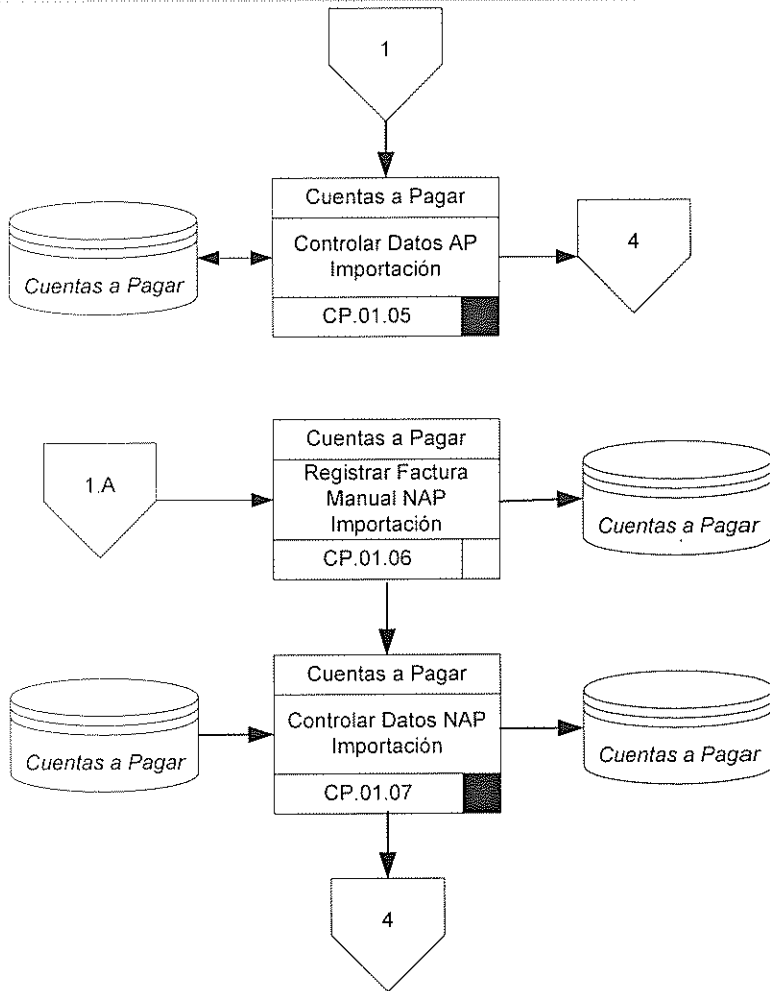 1
Cuentas a Pagar
Cuentas a Pagar
Controlar Datos AP
Importación
4
CP.01.05
1.A
Cuentas a Pagar
Registrar Factura
Manual NAP
Importación
Cuentas a Pagar
CP.01.06
Cuentas a Pagar
Cuentas a Pagar
Controlar Datos NAP
Importación
Cuentas a Pagar
CP.01.07
4